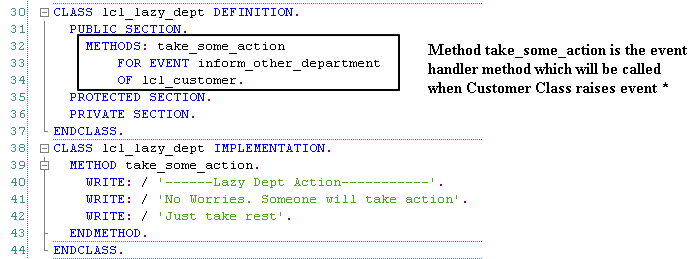 30 CLASS lcl_lazy_dept DEFINITION.
31 PUBLIC SECTION.
32 METHODS: take_some_action
33 FOR EVENT inform_other_department
34 OF lcl_customer.
35 PROTECTED SECTION.
36 PRIVATE SECTION.
37 ENDCLASS.
38 CLASS lcl_lazy_dept IMPLEMENTATION.
39 METHOD take_some_action.
40 WRITE: / '------Lazy Dept Action-----------'.
41 WRITE: / 'No Worries. Someone will take action'.
42 WRITE: / 'Just take rest'.
43 ENDMETHOD.
44 ENDCLASS.
Method take_some_action is the event
handler method which will be called
when Customer Class raises event *